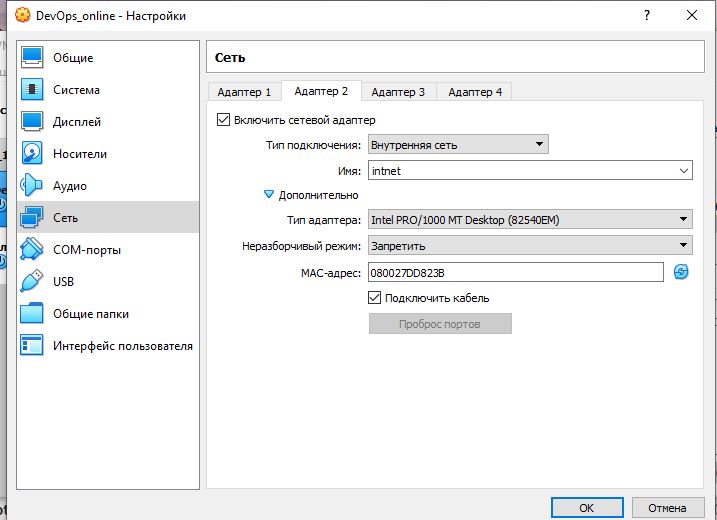 DevOps_online - Настройки
?
Общие
Система
Дисплей
Носители
Аудио
Сеть
COM-порты
USB
Общие папки
Интерфейс пользователя
Сеть
Адаптер 1 Адаптер 2 Адаптер 3 Адаптер 4
Включить сетевой адаптер
Тип подключения: Внутренняя сеть
Имя: intnet
Дополнительно
Тип адаптера: Intel PRO/1000 MT Desktop (82540EM)
Неразборчивый режим: Запретить
MAC-адрес: 080027DD823B
Подключить кабель
Проброс портов
OK Отмена